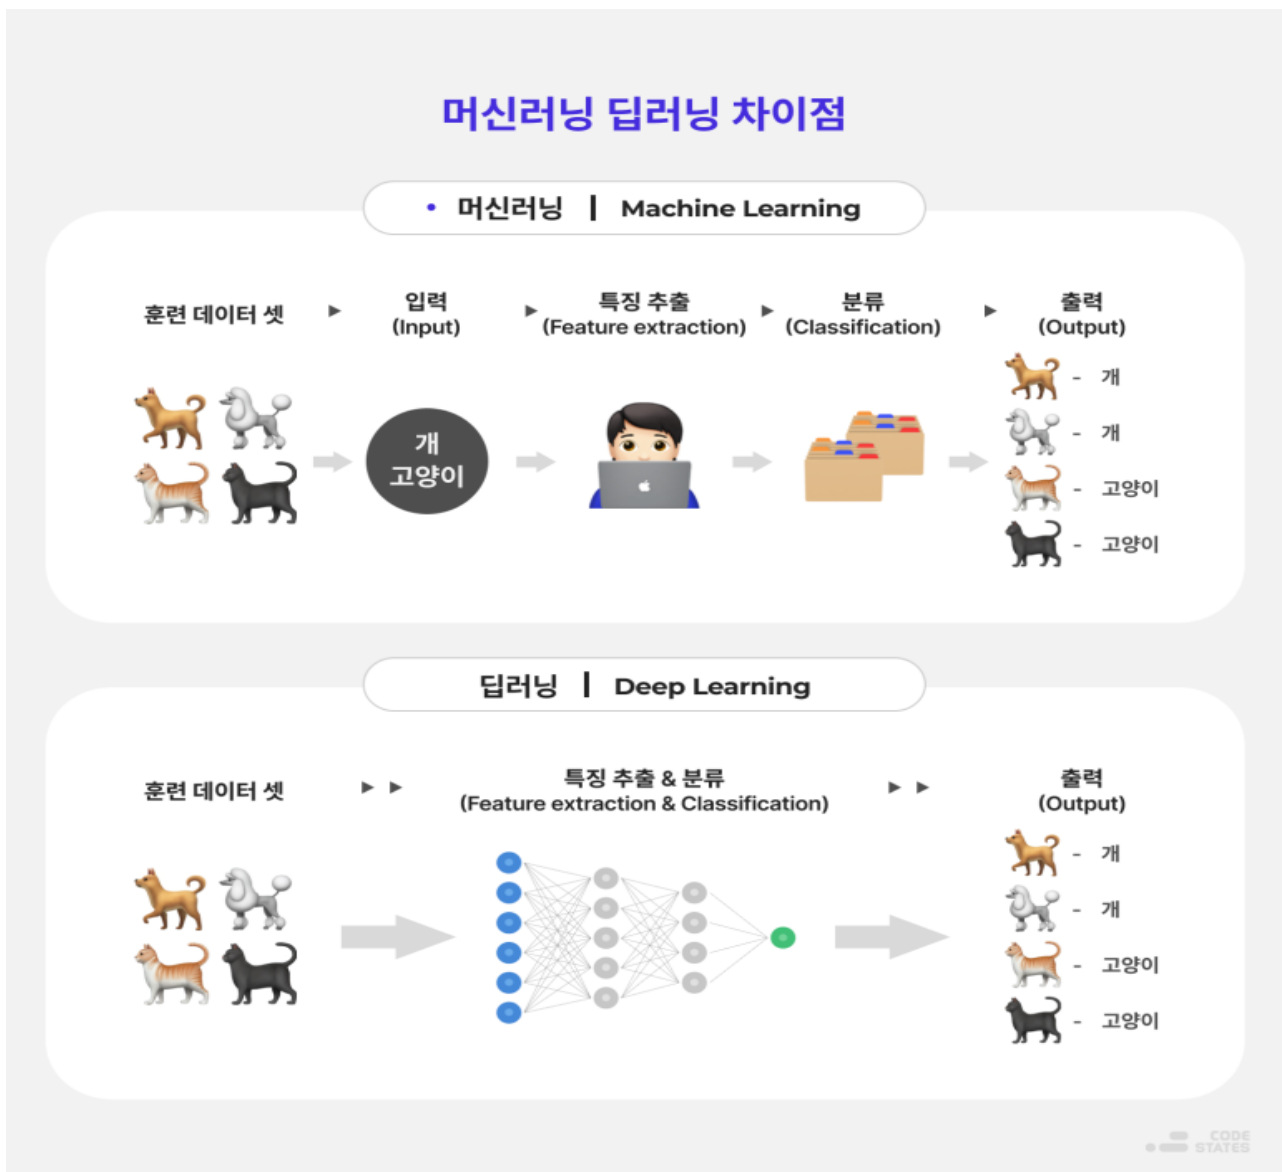 머신러닝 딥러닝 차이점
• 머신러닝 | Machine Learning
훈련 데이터 셋 ▶ 입력 ▶ 특징 추출 ▶ 분류 ▶ 출력
(Input) (Feature extraction) (Classification) (Output)
개
고양이
- 개
- 개
- 고양이
- 고양이
딥러닝 | Deep Learning
훈련 데이터 셋 ▶ ▶ 특징 추출 & 분류 ▶ ▶ 출력
(Feature extraction & Classification) (Output)
- 개
- 개
- 고양이
- 고양이
CODE
STATES